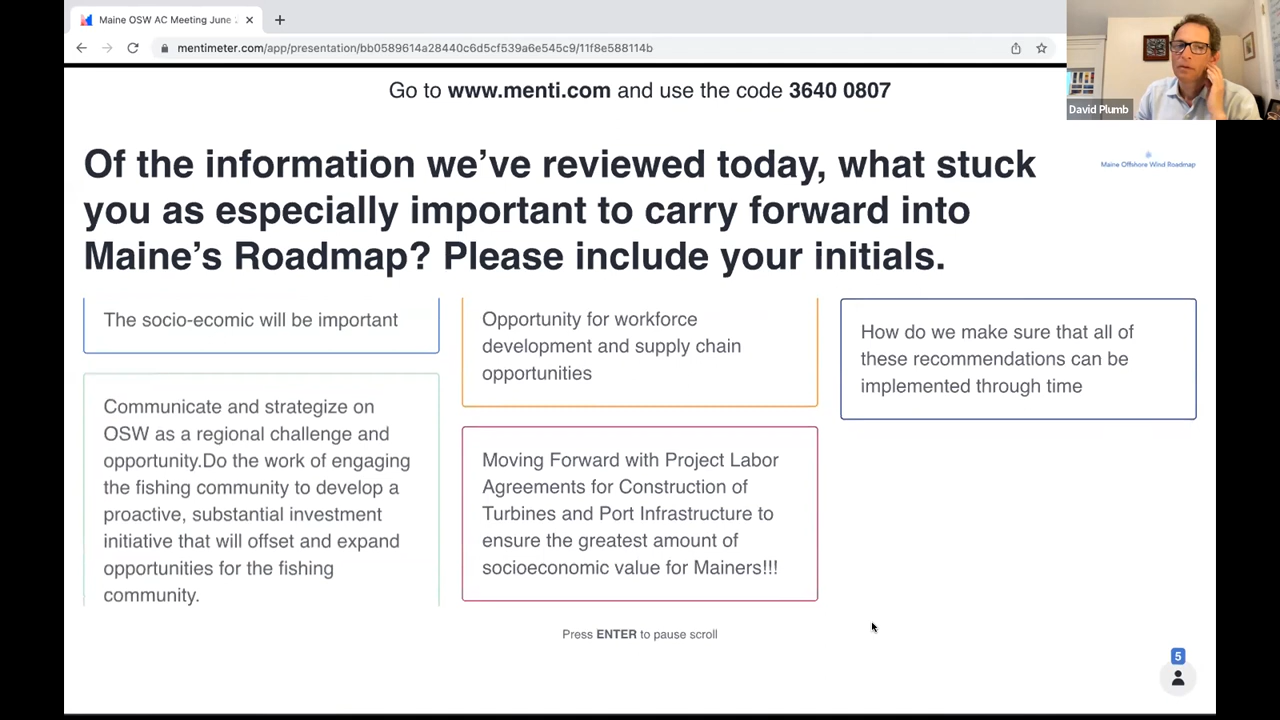 Maine OSW AC Meeting June
mentimeter.com/app/presentation/bb0589614a28440c6d5cf539a6e545c9/11f8e588114b
Go to www.menti.com and use the code 3640 0807
David Plumb
Of the information we've reviewed today, what stuck
you as especially important to carry forward into
Maine's Roadmap? Please include your initials.
Maine Offshore Wind Roadmap
The socio-ecomic will be important
Communicate and strategize on
OSW as a regional challenge and
opportunity.Do the work of engaging
the fishing community to develop a
proactive, substantial investment
initiative that will offset and expand
opportunities for the fishing
community.
Opportunity for workforce
development and supply chain
opportunities
Moving Forward with Project Labor
Agreements for Construction of
Turbines and Port Infrastructure to
ensure the greatest amount of
socioeconomic value for Mainers!!!
How do we make sure that all of
these recommendations can be
implemented through time
Press ENTER to pause scroll
5